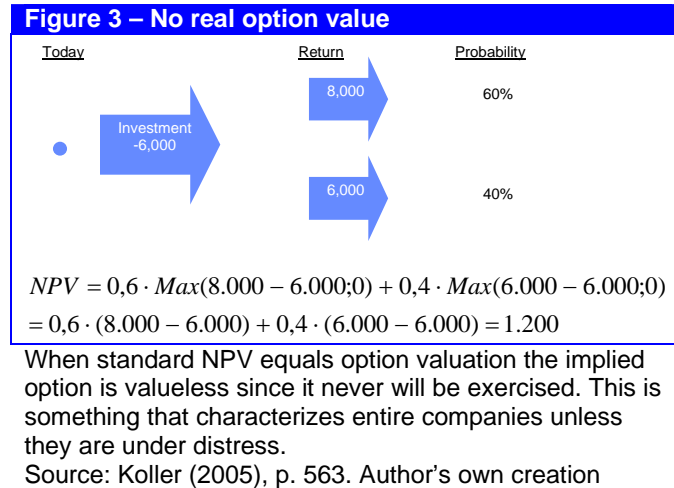 Figure 3 – No real option value
Today Return Probability
8,000 60%
Investment
-6,000
6,000 40%
NPV = 0,6 · Max(8.000 – 6.000;0) + 0,4 · Max(6.000 – 6.000;0)
= 0,6 · (8.000 – 6.000) + 0,4 · (6.000 – 6.000) = 1.200
When standard NPV equals option valuation the implied
option is valueless since it never will be exercised. This is
something that characterizes entire companies unless
they are under distress.
Source: Koller (2005), p. 563. Author's own creation